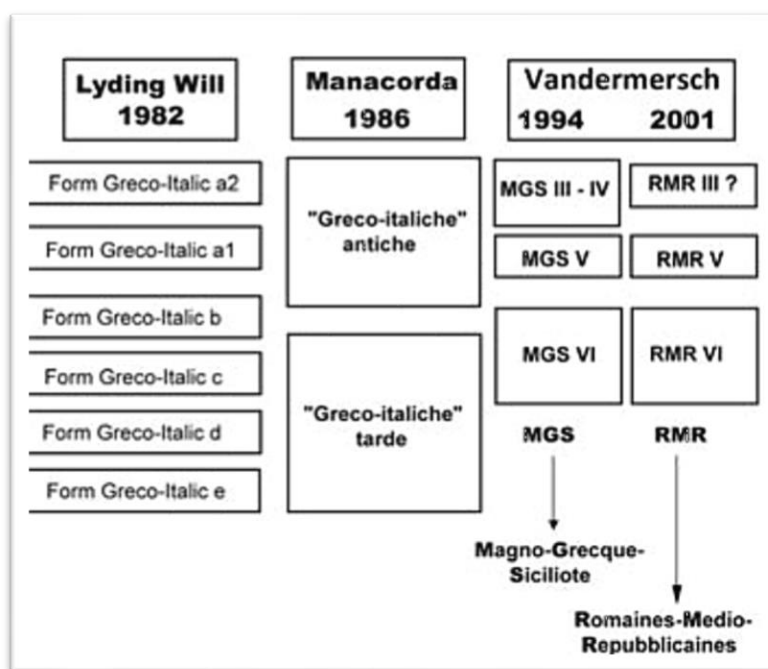 Lyding Will
1982
Manacorda
1986
Vandermersch
1994 2001
Form Greco-Italic a2
Form Greco-Italic a1
Form Greco-Italic b
Form Greco-Italic c
Form Greco-Italic d
Form Greco-Italic e
"Greco-italiche"
antiche
"Greco-italiche"
tarde
MGS III - IV
MGS V
MGS VI
MGS
Magno-Grecque-
Siciliote
RMR III ?
RMR V
RMR VI
RMR
Romaines-Medio-
Repubblicaines